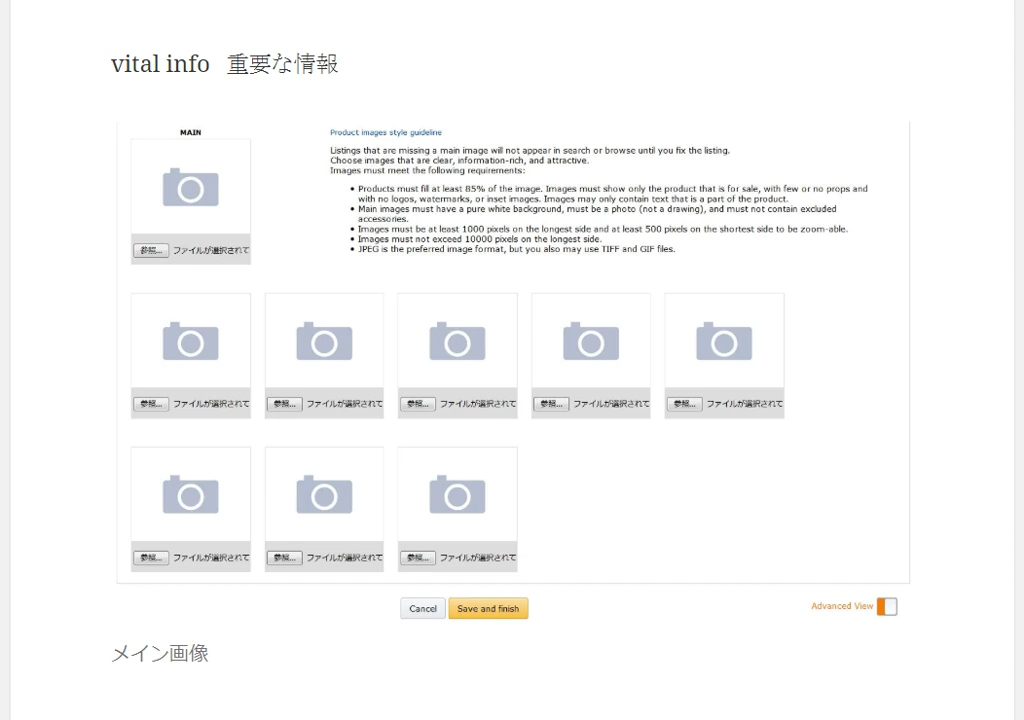 vital info 重要な情報
MAIN
Product images style guideline
Listings that are missing a main image will not appear in search or browse until you fix the listing.
Choose images that are clear, information-rich, and attractive.
Images must meet the following requirements:
• Products must fill at least 85% of the image. Images must show only the product that is for sale, with few or no props and
with no logos, watermarks, or inset images. Images may only contain text that is a part of the product.
• Main images must have a pure white background, must be a photo (not a drawing), and must not contain excluded
accessories.
• Images must be at least 1000 pixels on the longest side and at least 500 pixels on the shortest side to be zoom-able.
• Images must not exceed 10000 pixels on the longest side.
• JPEG is the preferred image format, but you also may use TIFF and GIF files.
参照... ファイルが選択されて
参照... ファイルが選択されて 参照... ファイルが選択されて 参照... ファイルが選択されて 参照... ファイルが選択されて 参照... ファイルが選択されて
参照... ファイルが選択されて 参照... ファイルが選択されて 参照... ファイルが選択されて
Cancel Save and finish Advanced View
メイン画像